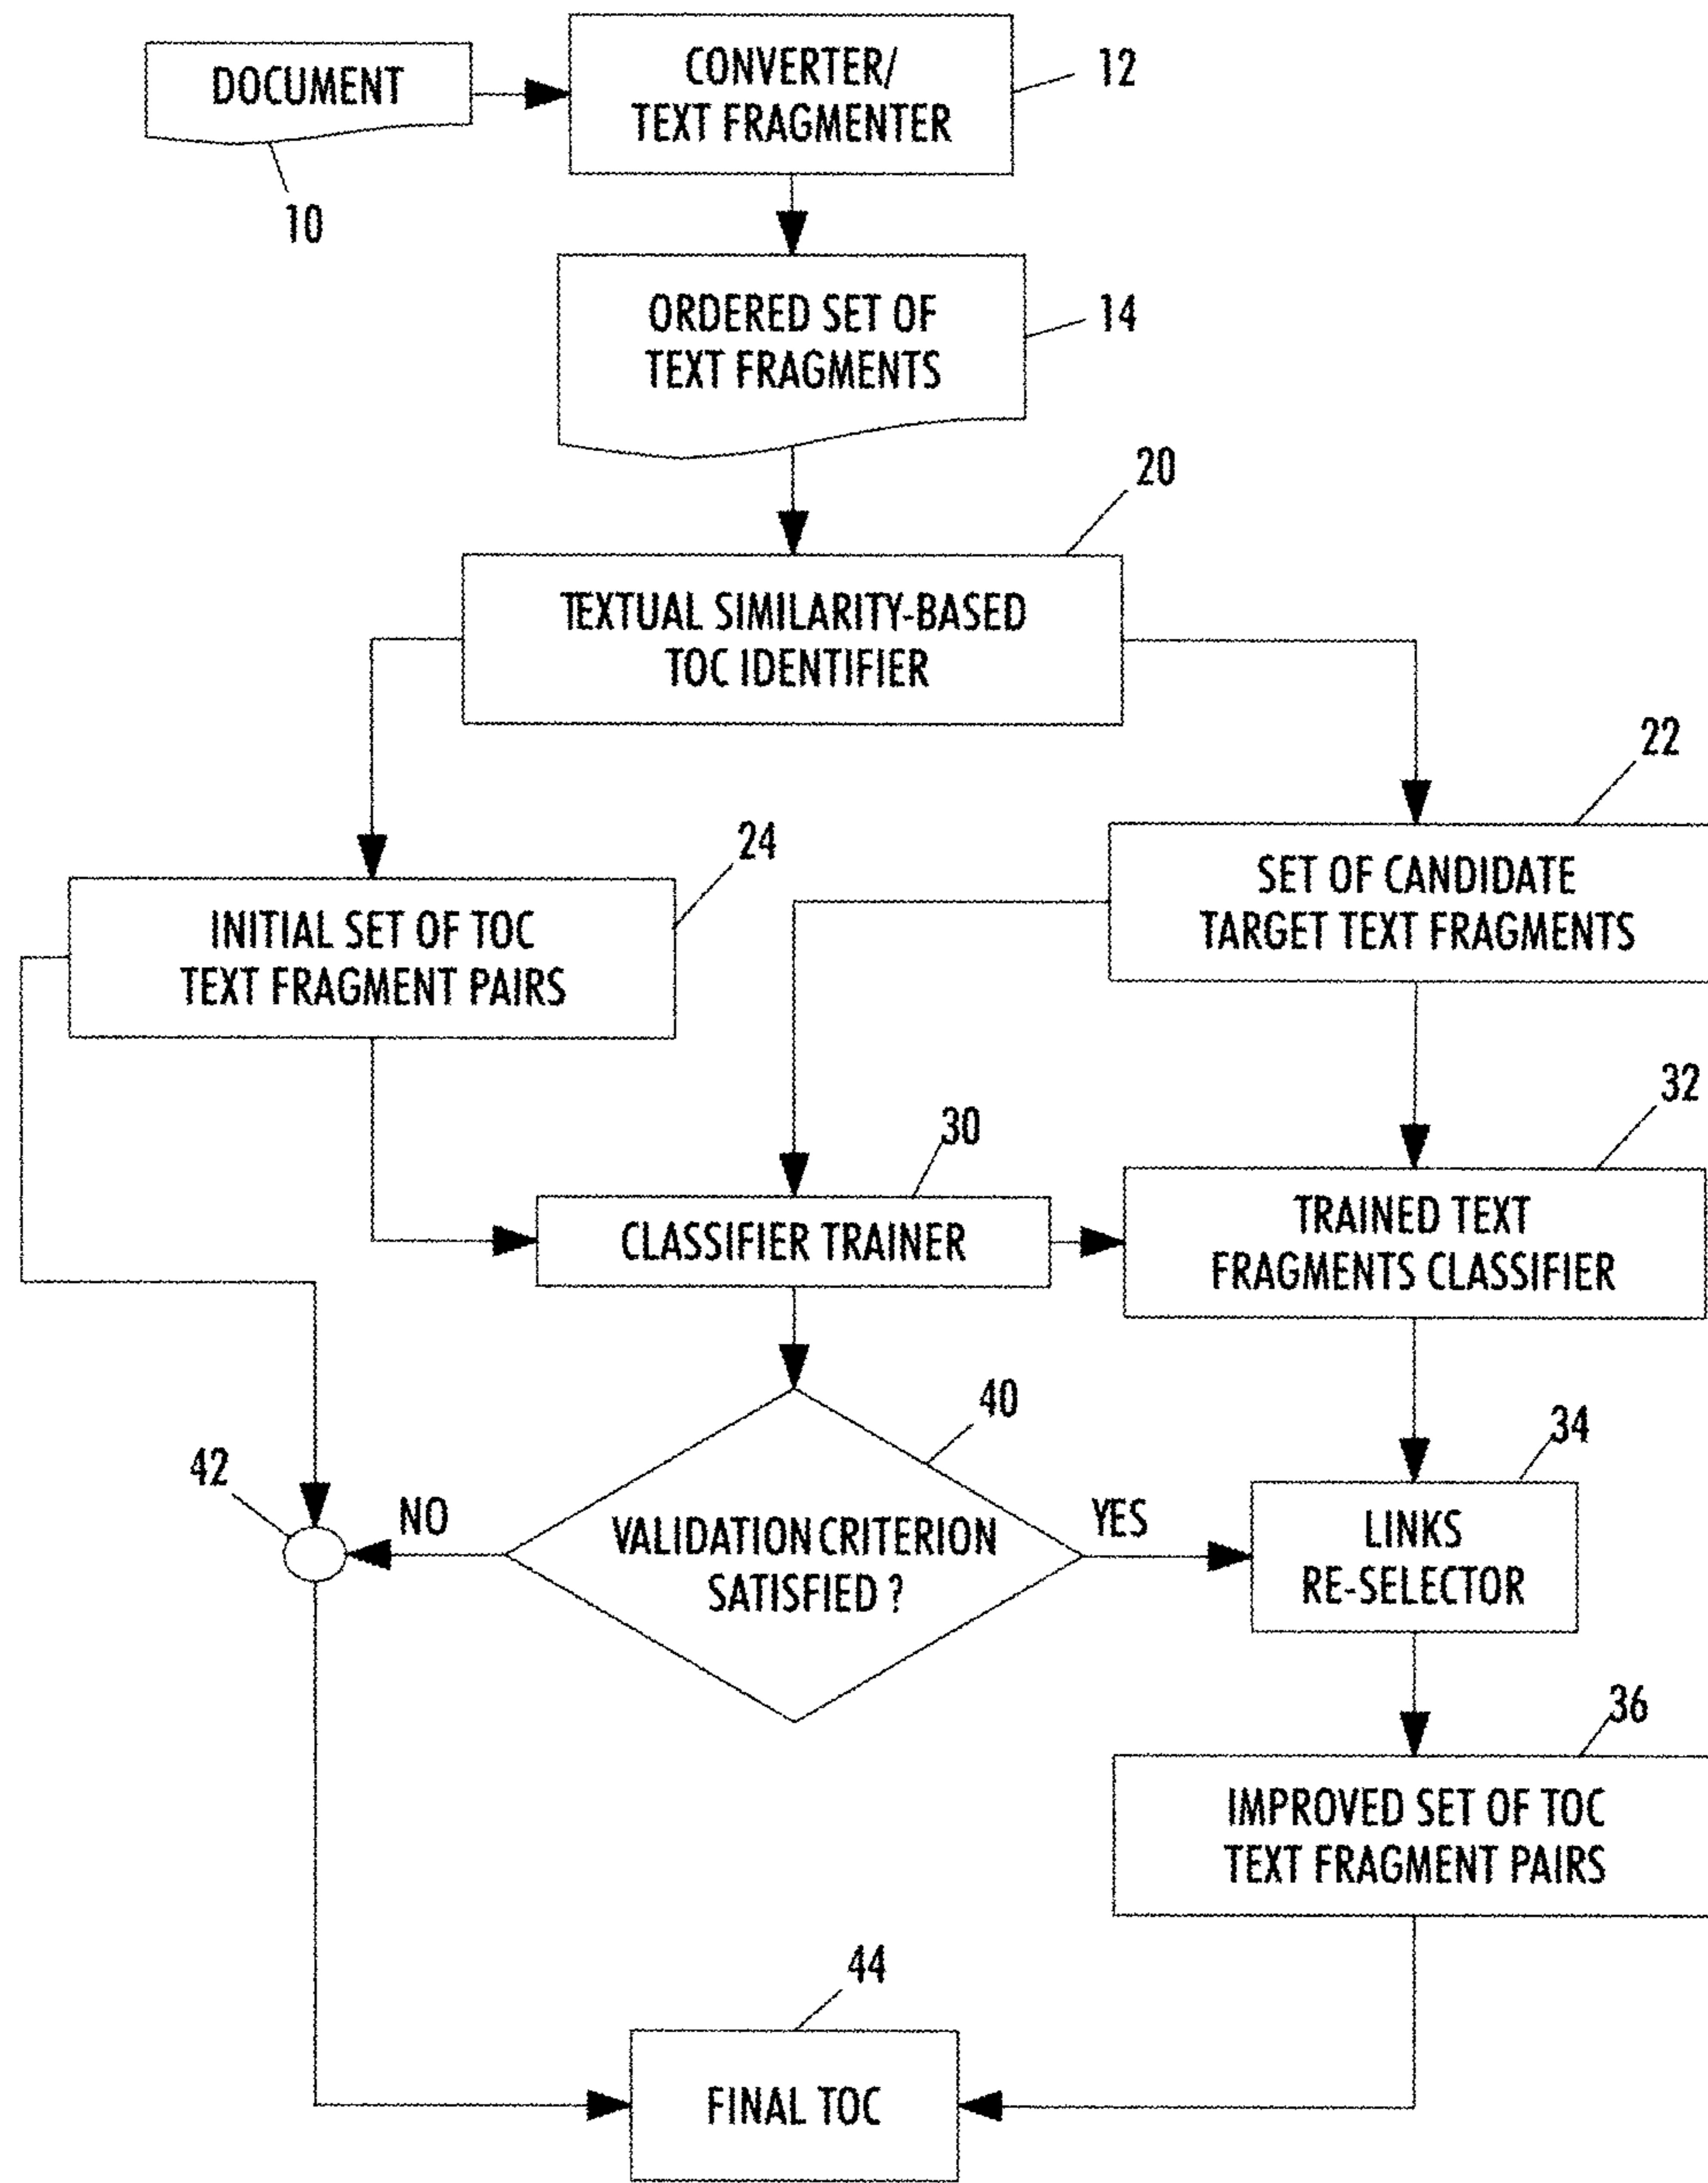 DOCUMENT
10
CONVERTER/
TEXT FRAGMENTER
12
ORDERED SET OF
TEXT FRAGMENTS
14
20
TEXTUAL SIMILARITY-BASED
TOC IDENTIFIER
22
SET OF CANDIDATE
TARGET TEXT FRAGMENTS
24
INITIAL SET OF TOC
TEXT FRAGMENT PAIRS
30
CLASSIFIER TRAINER
32
TRAINED TEXT
FRAGMENTS CLASSIFIER
40
VALIDATION CRITERION
SATISFIED ?
42
NO
YES
34
LINKS
RE-SELECTOR
36
IMPROVED SET OF TOC
TEXT FRAGMENT PAIRS
44
FINAL TOC